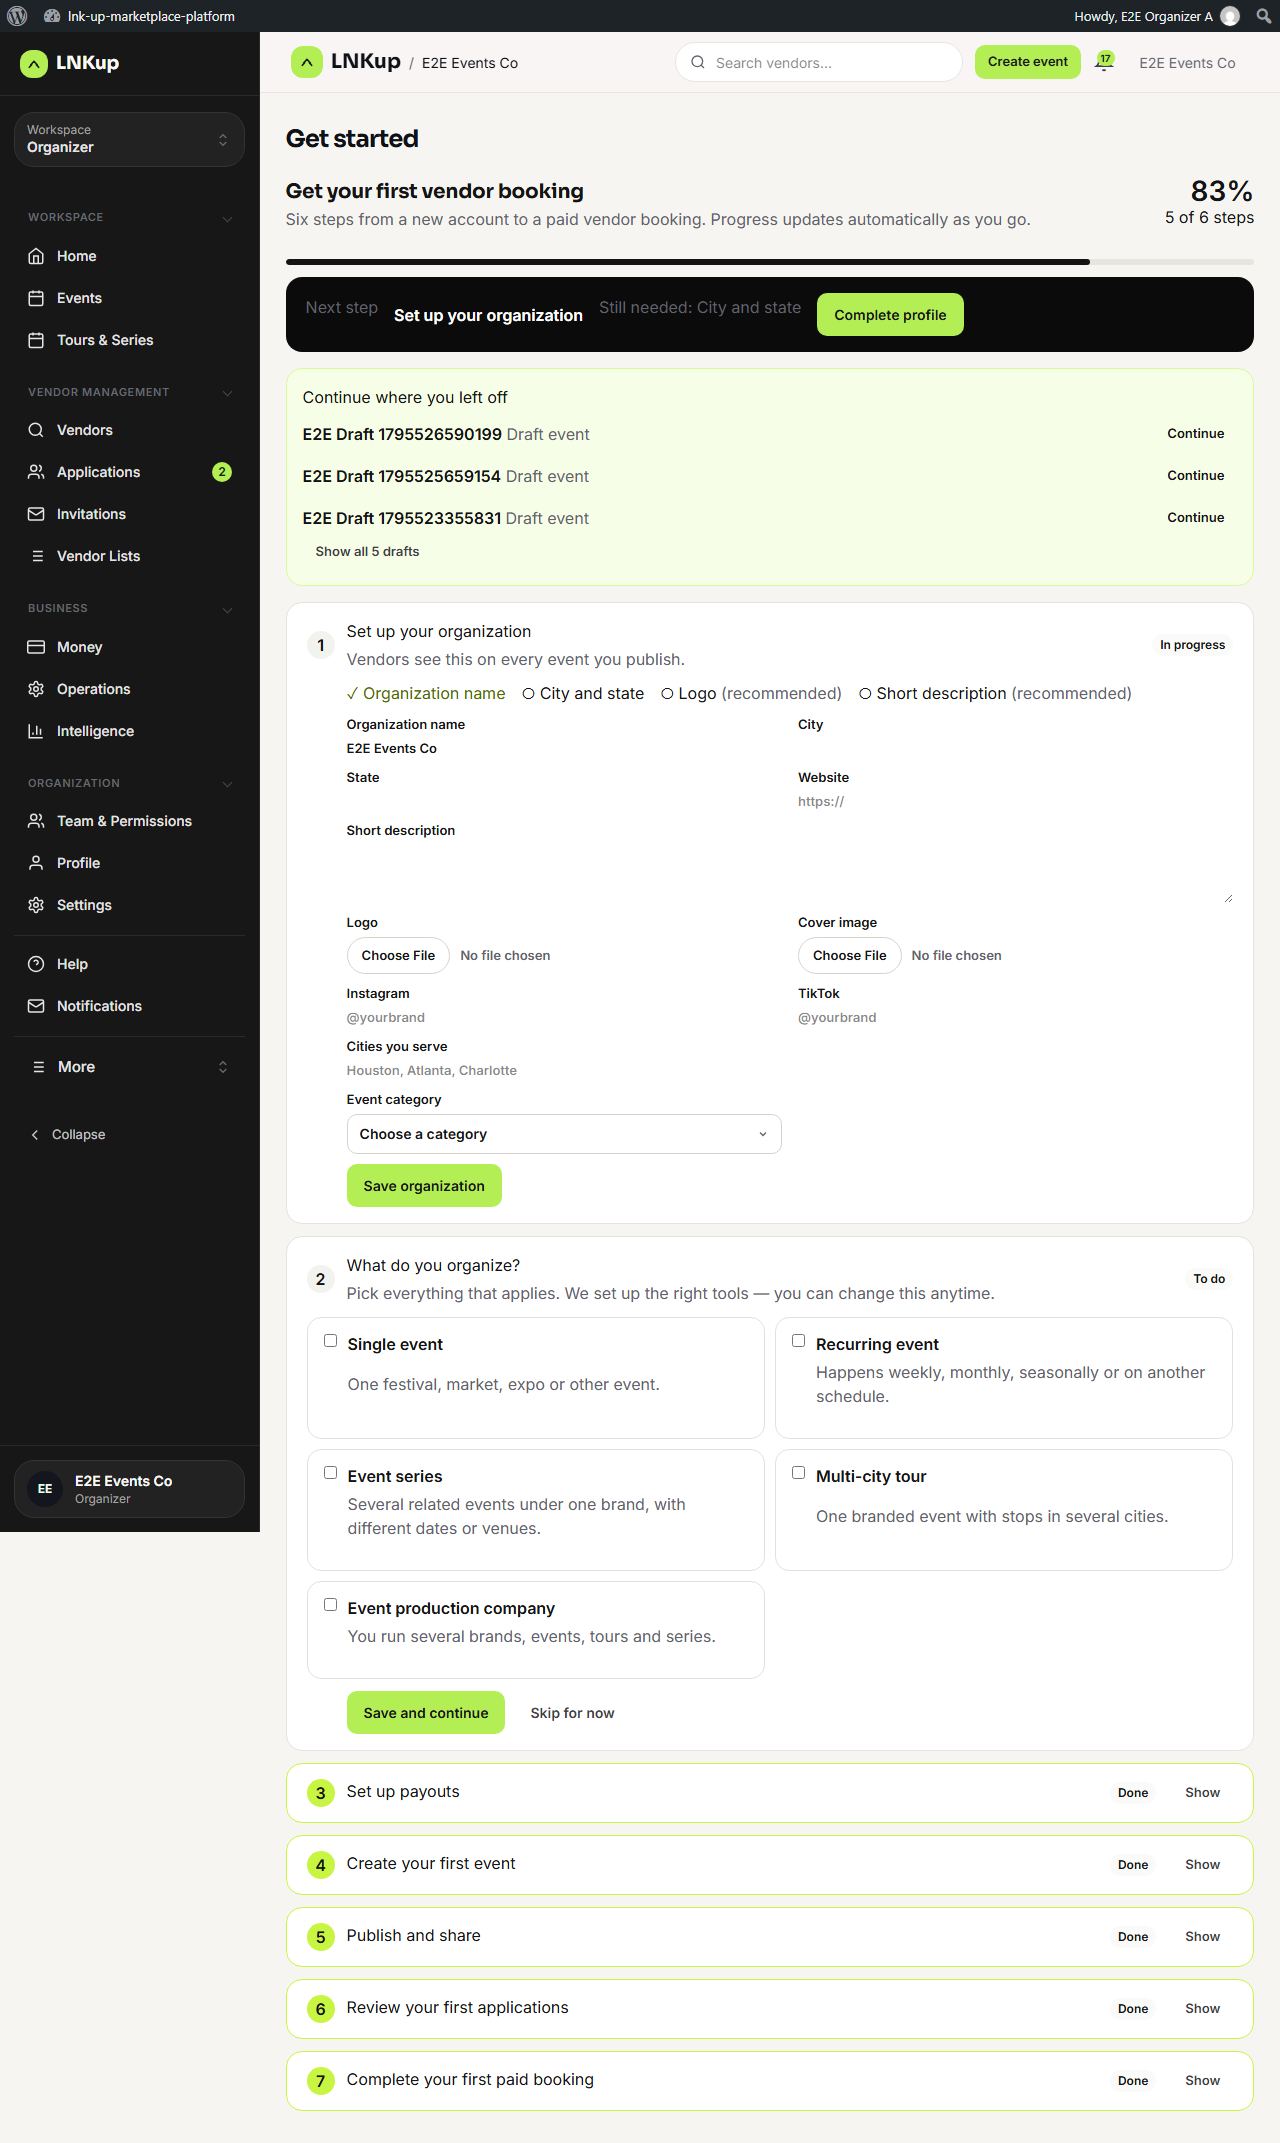 lnk-up-marketplace-platform
Howdy, E2E Organizer A
LNKup
LNKup / E2E Events Co
Search vendors...
Create event
17
E2E Events Co
Workspace
Organizer
WORKSPACE
Home
Events
Tours & Series
VENDOR MANAGEMENT
Vendors
Applications 2
Invitations
Vendor Lists
BUSINESS
Money
Operations
Intelligence
ORGANIZATION
Team & Permissions
Profile
Settings
Help
Notifications
More
Collapse
EE
E2E Events Co
Organizer
Get started
Get your first vendor booking
Six steps from a new account to a paid vendor booking. Progress updates automatically as you go.
83%
5 of 6 steps
Next step Set up your organization Still needed: City and state Complete profile
Continue where you left off
E2E Draft 1795526590199 Draft event Continue
E2E Draft 1795525659154 Draft event Continue
E2E Draft 1795523355831 Draft event Continue
Show all 5 drafts
1 Set up your organization
Vendors see this on every event you publish.
In progress
✓ Organization name ○ City and state ○ Logo (recommended) ○ Short description (recommended)
Organization name
E2E Events Co
City
State
Website
https://
Short description
Logo
Choose File No file chosen
Cover image
Choose File No file chosen
Instagram
@yourbrand
TikTok
@yourbrand
Cities you serve
Houston, Atlanta, Charlotte
Event category
Choose a category
Save organization
2 What do you organize?
Pick everything that applies. We set up the right tools — you can change this anytime.
To do
Single event
One festival, market, expo or other event.
Recurring event
Happens weekly, monthly, seasonally or on another
schedule.
Event series
Several related events under one brand, with
different dates or venues.
Multi-city tour
One branded event with stops in several cities.
Event production company
You run several brands, events, tours and series.
Save and continue Skip for now
3 Set up payouts Done Show
4 Create your first event Done Show
5 Publish and share Done Show
6 Review your first applications Done Show
7 Complete your first paid booking Done Show